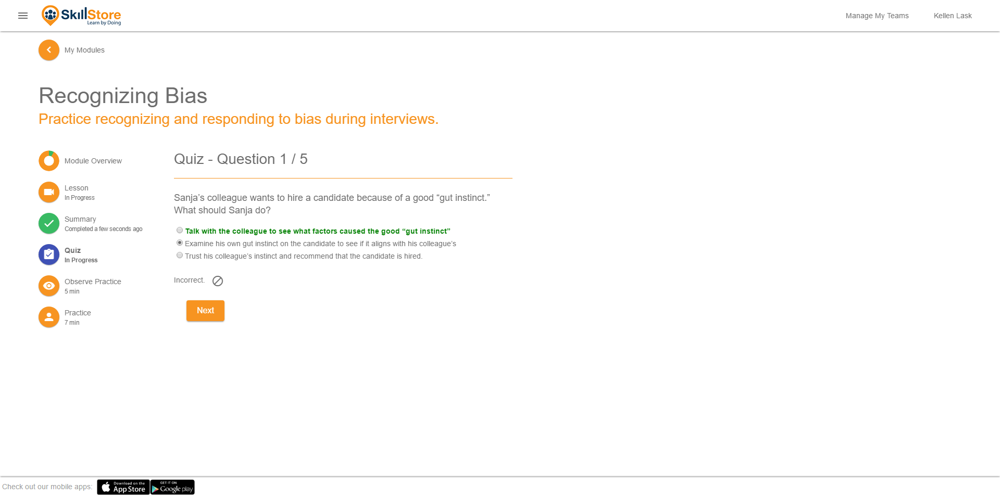 SkillStore
Learn by Doing
Manage My Teams
Kellen Lask
My Modules
Recognizing Bias
Practice recognizing and responding to bias during interviews.
Module Overview
Lesson
In Progress
Summary
Completed a few seconds ago
Quiz
In Progress
Observe Practice
5 min
Practice
7 min
Quiz - Question 1 / 5
Sanja’s colleague wants to hire a candidate because of a good “gut instinct.”
What should Sanja do?
Talk with the colleague to see what factors caused the good “gut instinct”
Examine his own gut instinct on the candidate to see if it aligns with his colleague’s
Trust his colleague’s instinct and recommend that the candidate is hired.
Incorrect.
Next
Check out our mobile apps:
Download on the
App Store
GET IT ON
Google play